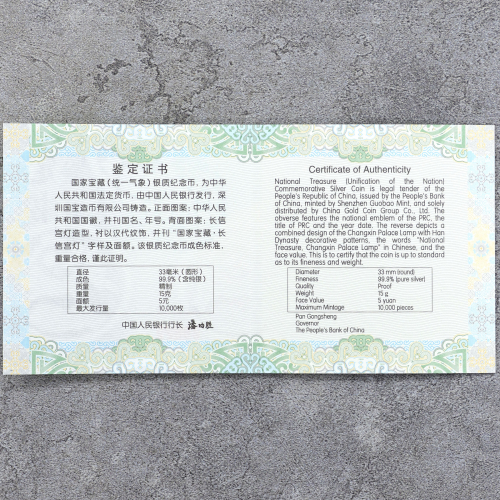 鉴定证书
国家宝藏（统一气象）银质纪念币，为中华
人民共和国法定货币，由中国人民银行发行，深
圳国宝造币有限公司铸造。正面图案：中华人民
共和国国徽，并刊国名、年号。背面图案：长信
宫灯造型，衬以汉代纹饰，并刊“国家宝藏·长
信宫灯”字样及面额。该银质纪念币成色标准，
重量合格，谨此证明。
直径 33毫米（圆形）
成色 99.9%（含纯银）
质量 精制
重量 15克
面额 5元
最大发行量 10,000枚
中国人民银行行长 潘功胜
Certificate of Authenticity
National Treasure (Unification of the Nation)
Commemorative Silver Coin is legal tender of the
People's Republic of China, issued by the People's Bank
of China, minted by Shenzhen Guobao Mint, and solely
distributed by China Gold Coin Group Co., Ltd. The
obverse features the national emblem of the PRC, the
title of PRC and the year date. The reverse depicts a
combined design of the Changxin Palace Lamp with Han
Dynasty decorative patterns, the words "National
Treasure, Changxin Palace Lamp" in Chinese, and the
face value. This is to certify that the coin is up to standard
as to its fineness and weight.
Diameter 33 mm (round)
Fineness 99.9% (pure silver)
Quality Proof
Weight 15 g
Face Value 5 yuan
Maximum Mintage 10,000 pieces
Pan Gongsheng
Governor
The People's Bank of China